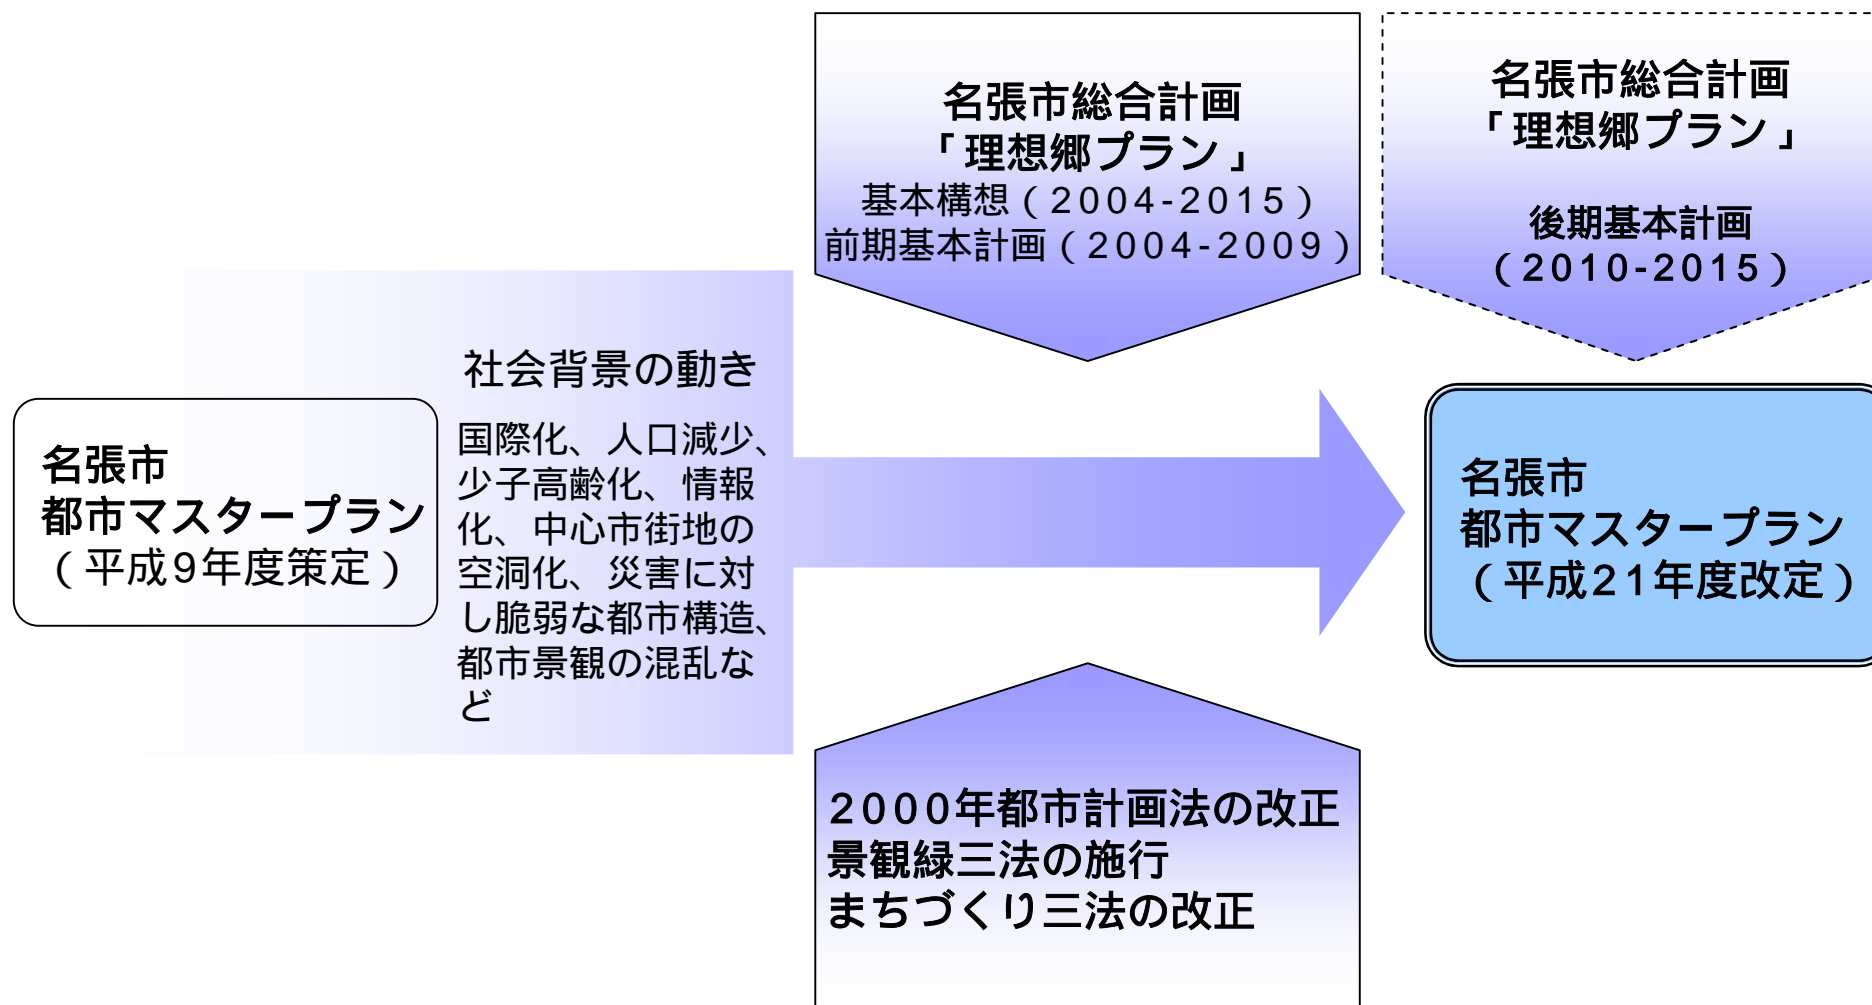 名張市総合計画
「理想郷プラン」
基本構想（2004-2015）
前期基本計画（2004-2009）
名張市総合計画
「理想郷プラン」
後期基本計画
（2010-2015）
社会背景の動き
国際化、人口減少、
少子高齢化、情報
化、中心市街地の
空洞化、災害に対
し脆弱な都市構造、
都市景観の混乱な
ど
名張市
都市マスタープラン
（平成9年度策定）
名張市
都市マスタープラン
（平成21年度改定）
2000年都市計画法の改正
景観緑三法の施行
まちづくり三法の改正